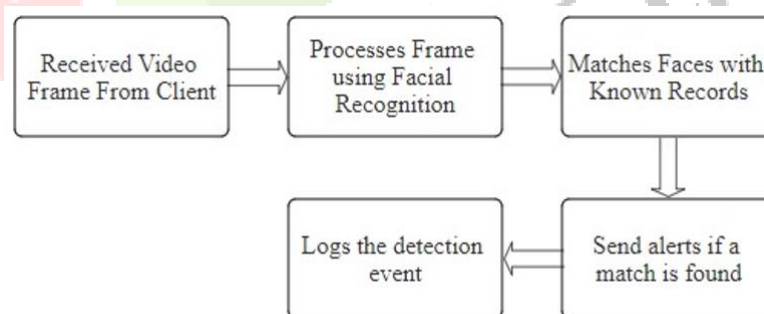 Received Video
Frame From Client
Processes Frame
using Facial
Recognition
Matches Faces with
Known Records
Send alerts if a
match is found
Logs the detection
event